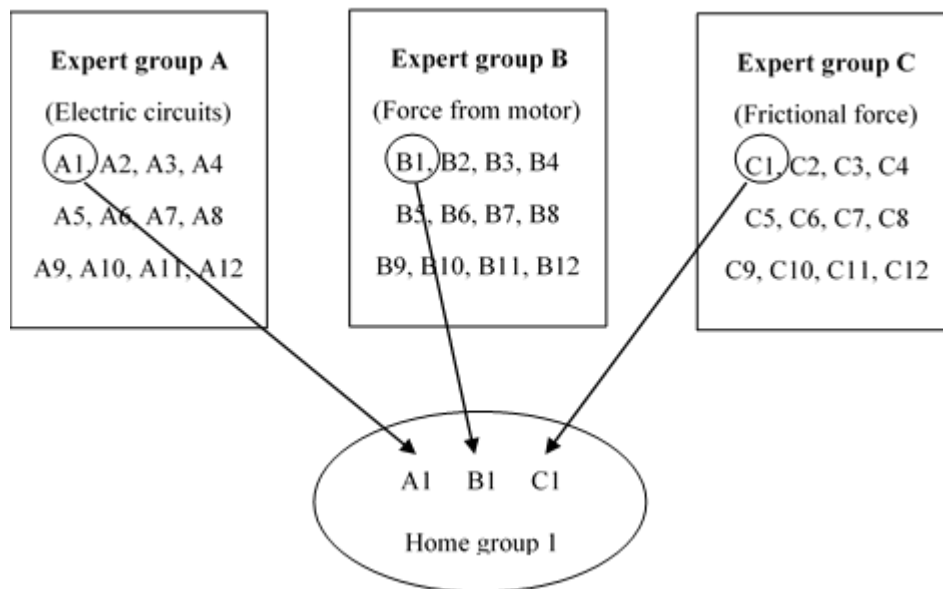 Expert group A
(Electric circuits)
A1, A2, A3, A4
A5, A6, A7, A8
A9, A10, A11, A12
Expert group B
(Force from motor)
B1, B2, B3, B4
B5, B6, B7, B8
B9, B10, B11, B12
Expert group C
(Frictional force)
C1, C2, C3, C4
C5, C6, C7, C8
C9, C10, C11, C12
A1 B1 C1
Home group 1